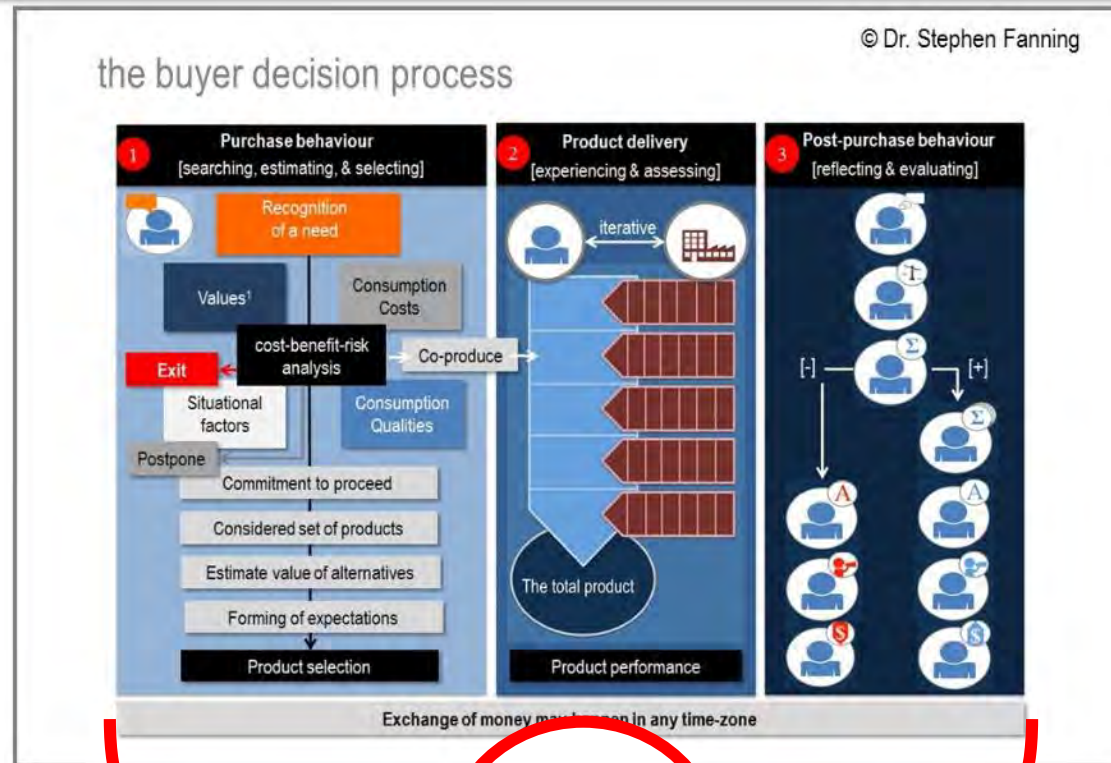 © Dr. Stephen Fanning
the buyer decision process
1
Purchase behaviour
[searching, estimating, & selecting]
Recognition
of a need
Values¹
Consumption
Costs
cost-benefit-risk
analysis
Co-produce
Exit
Situational
factors
Consumption
Qualities
Postpone
Commitment to proceed
Considered set of products
Estimate value of alternatives
Forming of expectations
Product selection
2
Product delivery
[experiencing & assessing]
iterative
The total product
Product performance
3
Post-purchase behaviour
[reflecting & evaluating]
Σ
[-]
[+]
Σ
A
A
$
$
Exchange of money may in any time-zone